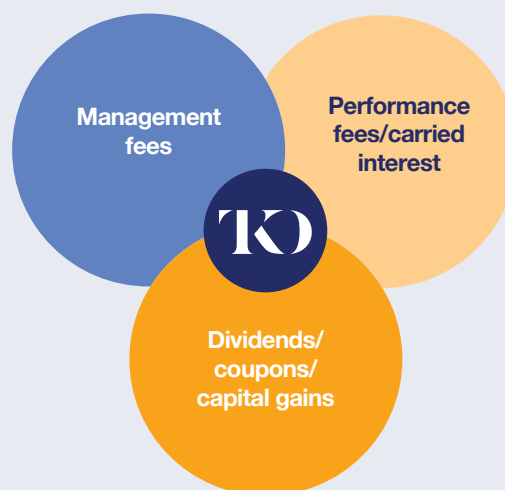 Management
fees
Performance
fees/carried
interest
TKO
Dividends/
coupons/
capital gains